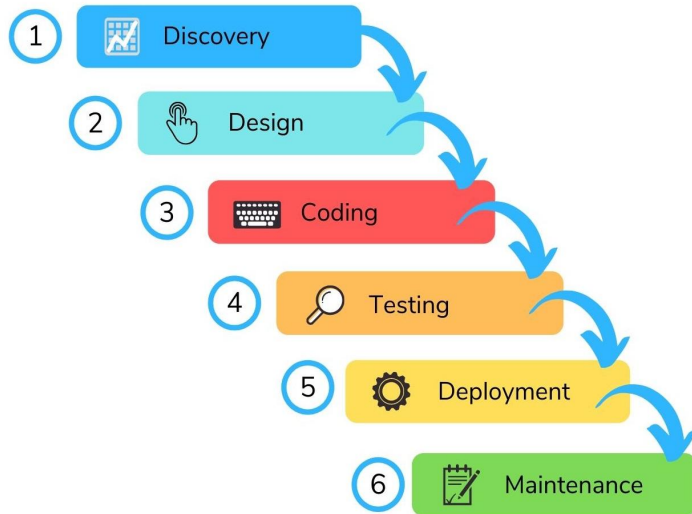 1 Discovery
2 Design
3 Coding
4 Testing
5 Deployment
6 Maintenance